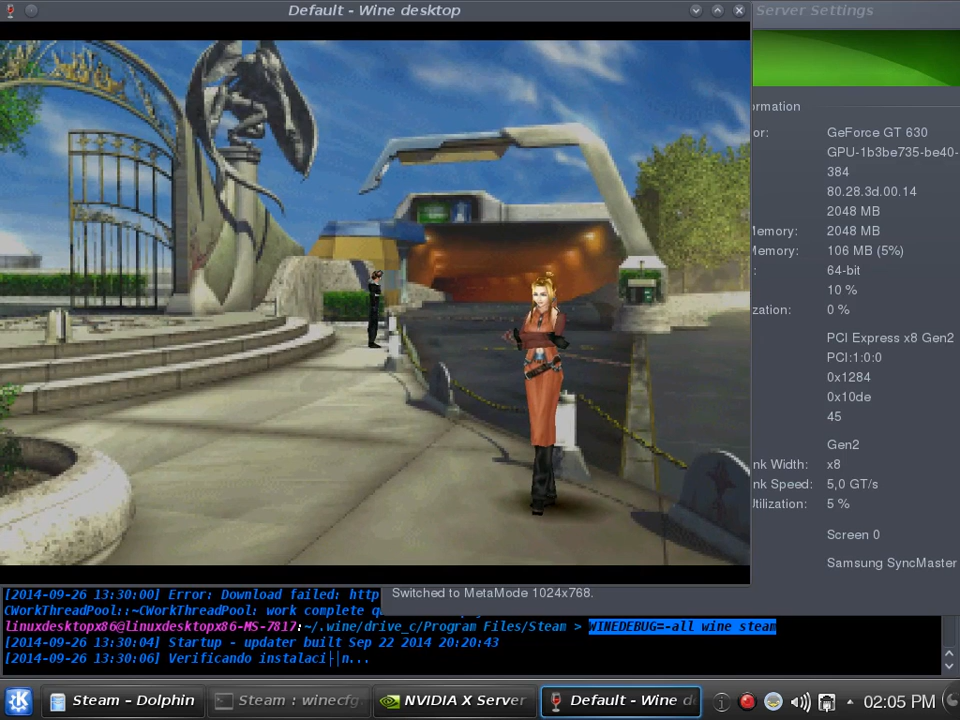 Default - Wine desktop
Server Settings
rmation
or:
GeForce GT 630
GPU-1b3be735-be40-
384
80.28.3d.00.14
2048 MB
Memory:
2048 MB
Memory:
106 MB (5%)
:
64-bit
10 %
zation:
0 %
PCI Express x8 Gen2
PCI:1:0:0
0x1284
0x10de
45
Gen2
nk Width:
x8
nk Speed:
5,0 GT/s
Utilization:
5 %
Screen 0
Samsung SyncMaster
Switched to MetaMode 1024x768.
[2014-09-26 13:30:00] Error: Download failed: http
CWorkThreadPool::~CWorkThreadPool: work complete q
linuxdesktopx86@linuxdesktopx86-MS-7817:~/.wine/drive_c/Program Files/Steam > WINEDEBUG=-all wine steam
[2014-09-26 13:30:04] Startup - updater built Sep 22 2014 20:20:43
[2014-09-26 13:30:06] Verificando instalaci├│n...
Steam – Dolphin
Steam : winecfg
NVIDIA X Server
Default - Wine de
02:05 PM